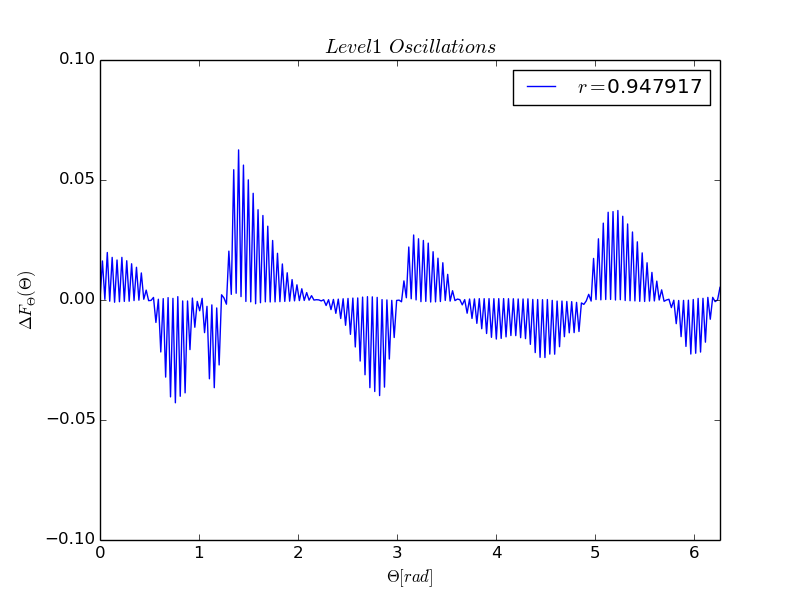 Level1 Oscillations
r=0.947917
0.10
0.05
0.00
−0.05
−0.10
ΔF_Θ(Θ)
0 1 2 3 4 5 6
Θ[rad]